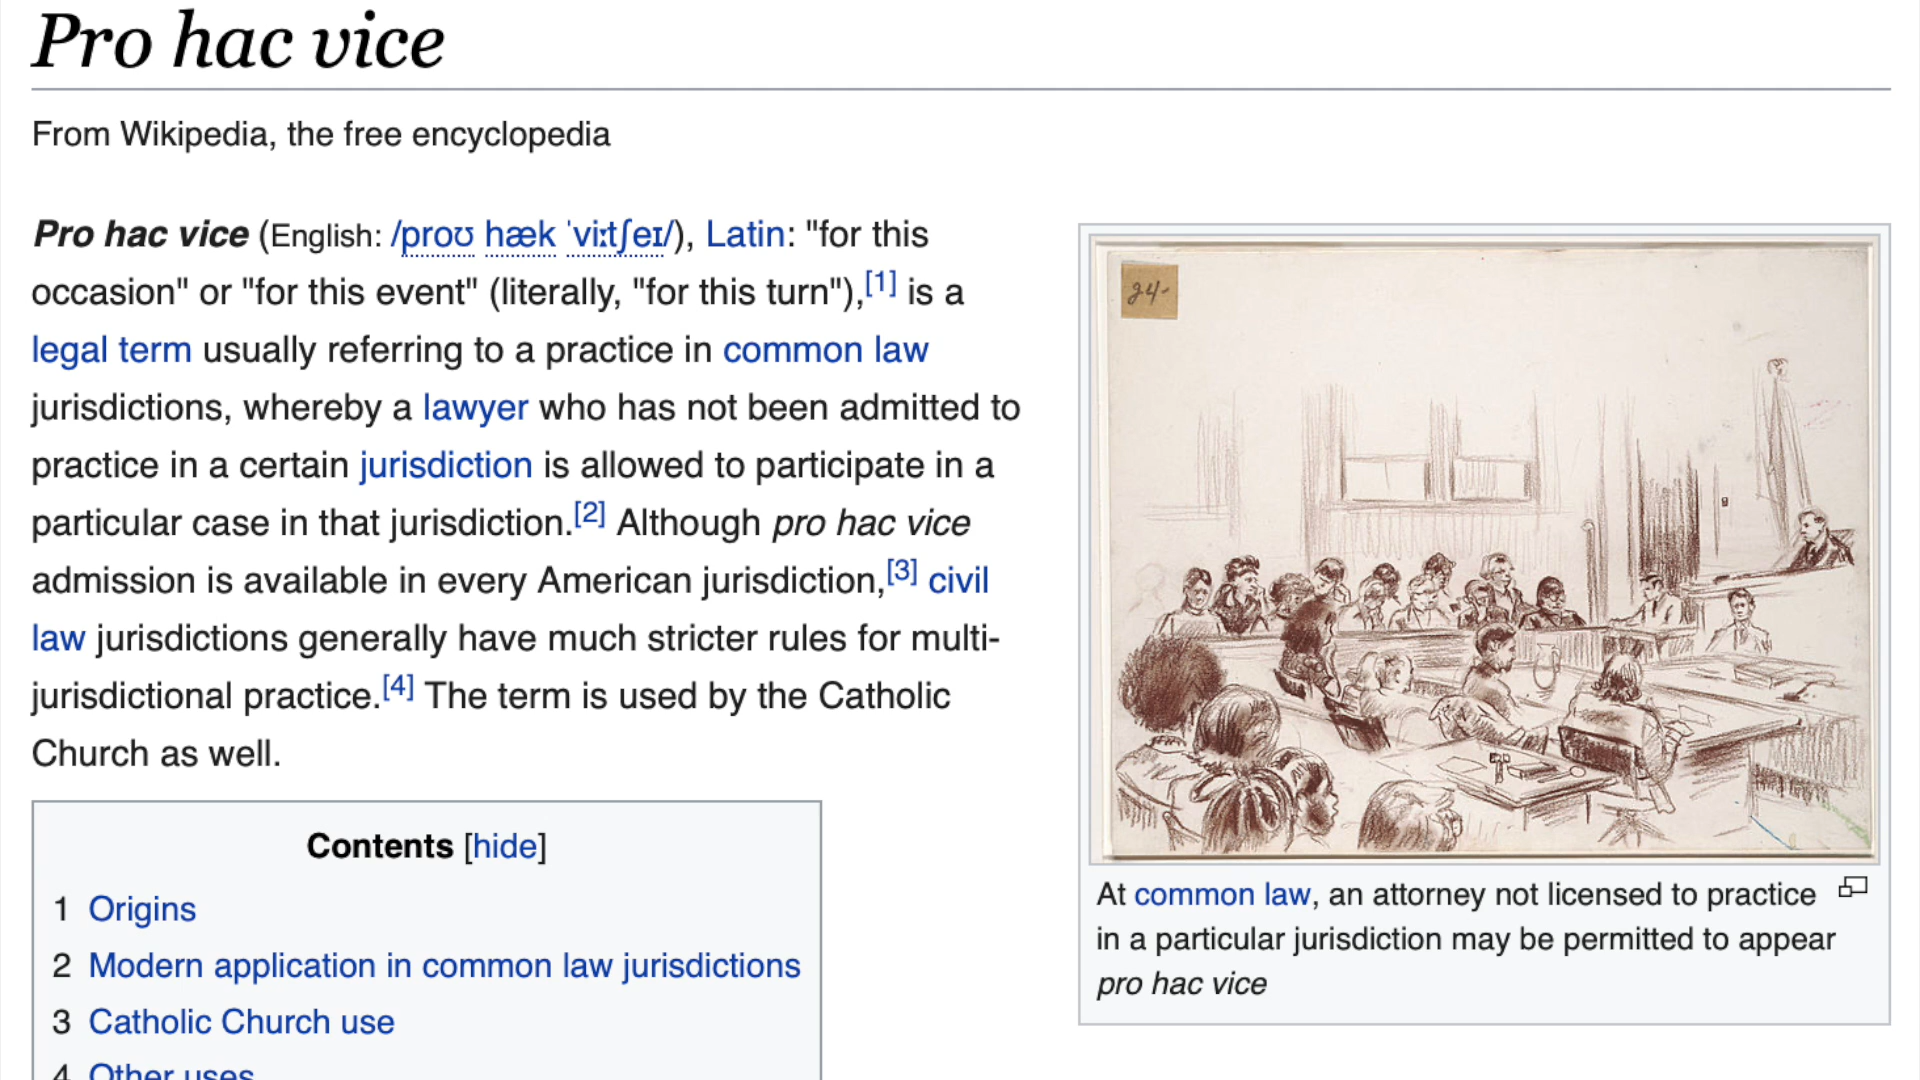 Pro hac vice
From Wikipedia, the free encyclopedia
Pro hac vice (English: /proʊ hæk ˈviːtʃeɪ/), Latin: "for this
occasion" or "for this event" (literally, "for this turn"),[1] is a
legal term usually referring to a practice in common law
jurisdictions, whereby a lawyer who has not been admitted to
practice in a certain jurisdiction is allowed to participate in a
particular case in that jurisdiction.[2] Although pro hac vice
admission is available in every American jurisdiction,[3] civil
law jurisdictions generally have much stricter rules for multi-
jurisdictional practice.[4] The term is used by the Catholic
Church as well.
Contents [hide]
1 Origins
2 Modern application in common law jurisdictions
3 Catholic Church use
4 Other uses
24-
At common law, an attorney not licensed to practice
in a particular jurisdiction may be permitted to appear
pro hac vice